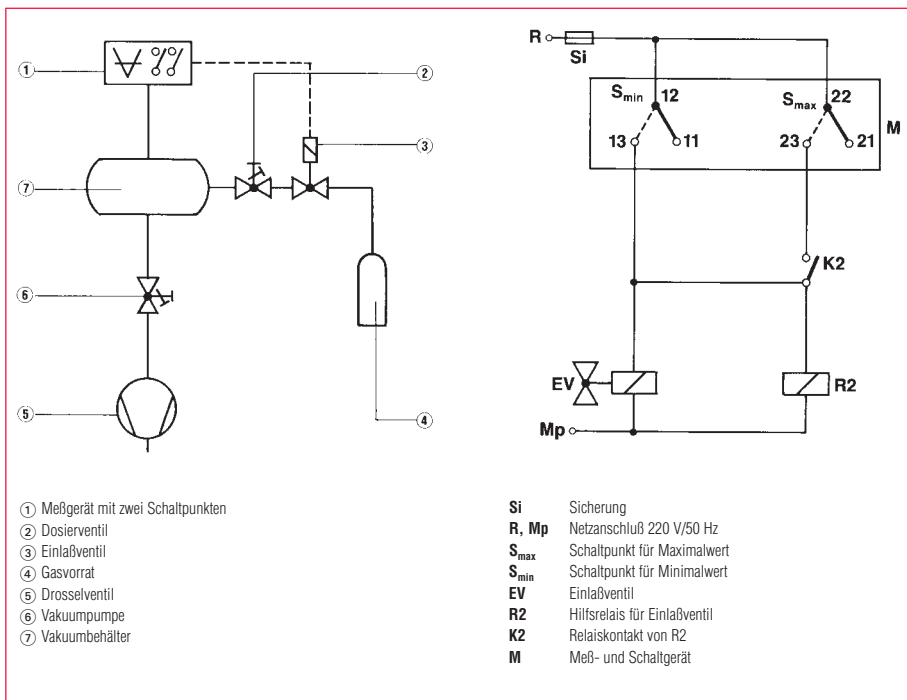 ①
②
③
⑦
⑥
⑤
④
R
Si
S_min
12
S_max
22
M
13
11
23
21
K2
EV
R2
Mp
① Meßgerät mit zwei Schaltpunkten
② Dosierventil
③ Einlaßventil
④ Gasvorrat
⑤ Drosselventil
⑥ Vakuumpumpe
⑦ Vakuumbehälter
Si Sicherung
R, Mp Netzanschluß 220 V/50 Hz
S_max Schaltpunkt für Maximalwert
S_min Schaltpunkt für Minimalwert
EV Einlaßventil
R2 Hilfsrelais für Einlaßventil
K2 Relaiskontakt von R2
M Meß- und Schaltgerät